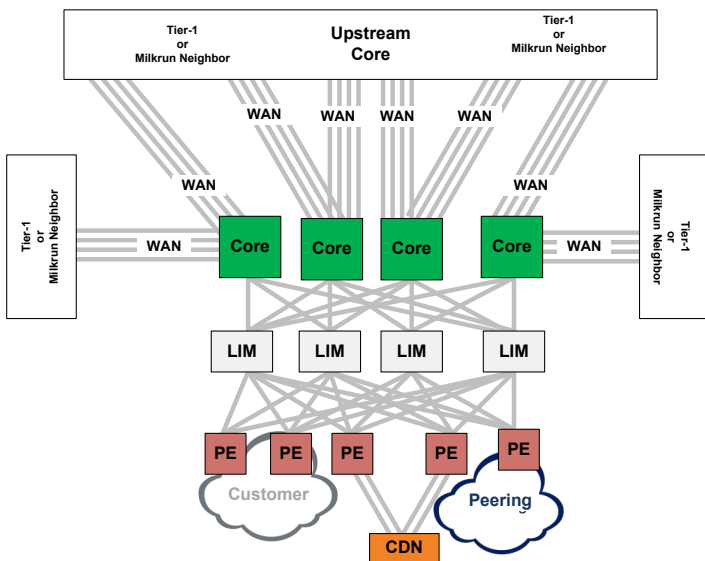 Tier-1
or
Milkrun Neighbor
Upstream
Core
Tier-1
or
Milkrun Neighbor
WAN
WAN
WAN
WAN
WAN
WAN
Tier-1
or
Milkrun Neighbor
WAN
WAN
Tier-1
or
Milkrun Neighbor
Core
Core
Core
Core
LIM
LIM
LIM
LIM
PE
PE
PE
PE
PE
Customer
Peering
CDN